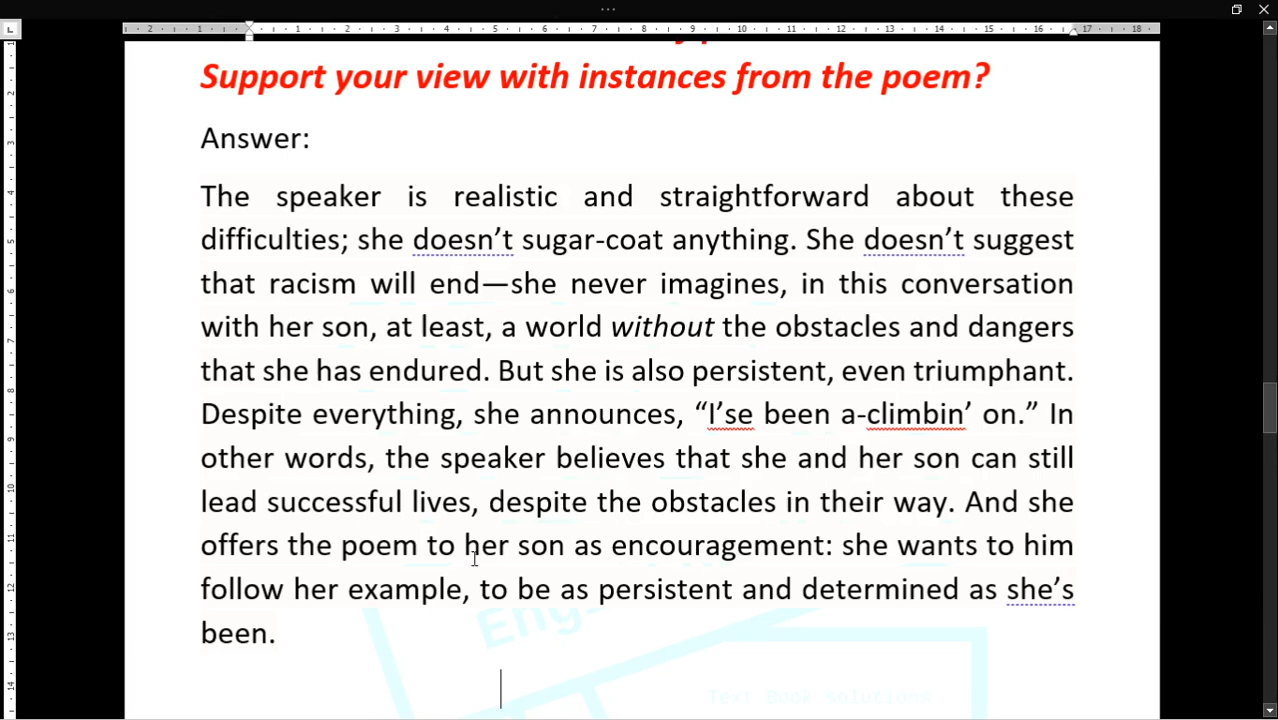 Support your view with instances from the poem?
Answer:
The speaker is realistic and straightforward about these
difficulties; she doesn’t sugar-coat anything. She doesn’t suggest
that racism will end—she never imagines, in this conversation
with her son, at least, a world without the obstacles and dangers
that she has endured. But she is also persistent, even triumphant.
Despite everything, she announces, “I’se been a-climbin’ on.” In
other words, the speaker believes that she and her son can still
lead successful lives, despite the obstacles in their way. And she
offers the poem to her son as encouragement: she wants to him
follow her example, to be as persistent and determined as she’s
been.
Text Book solutions